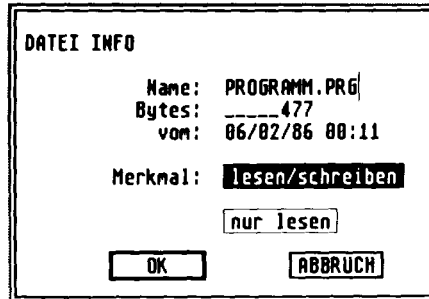 DATEI INFO
Name: PROGRAMM.PRG
Bytes: _____477
vom: 06/02/86 00:11
Merkmal: lesen/schreiben
nur lesen
OK ABBRUCH